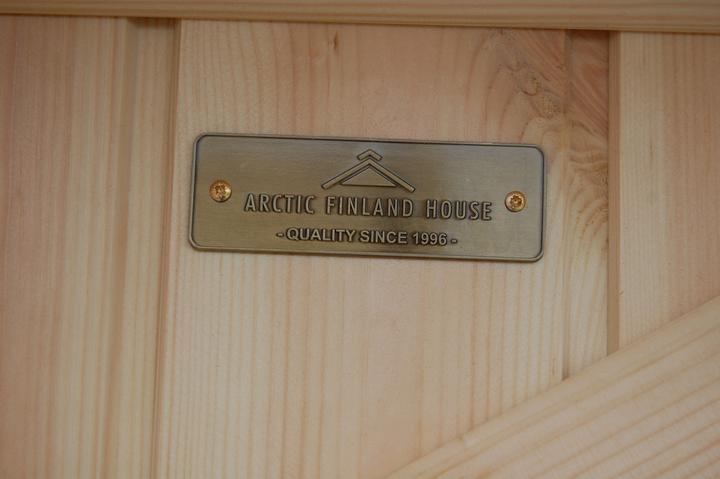 ARCTIC FINLAND HOUSE
- QUALITY SINCE 1996 -